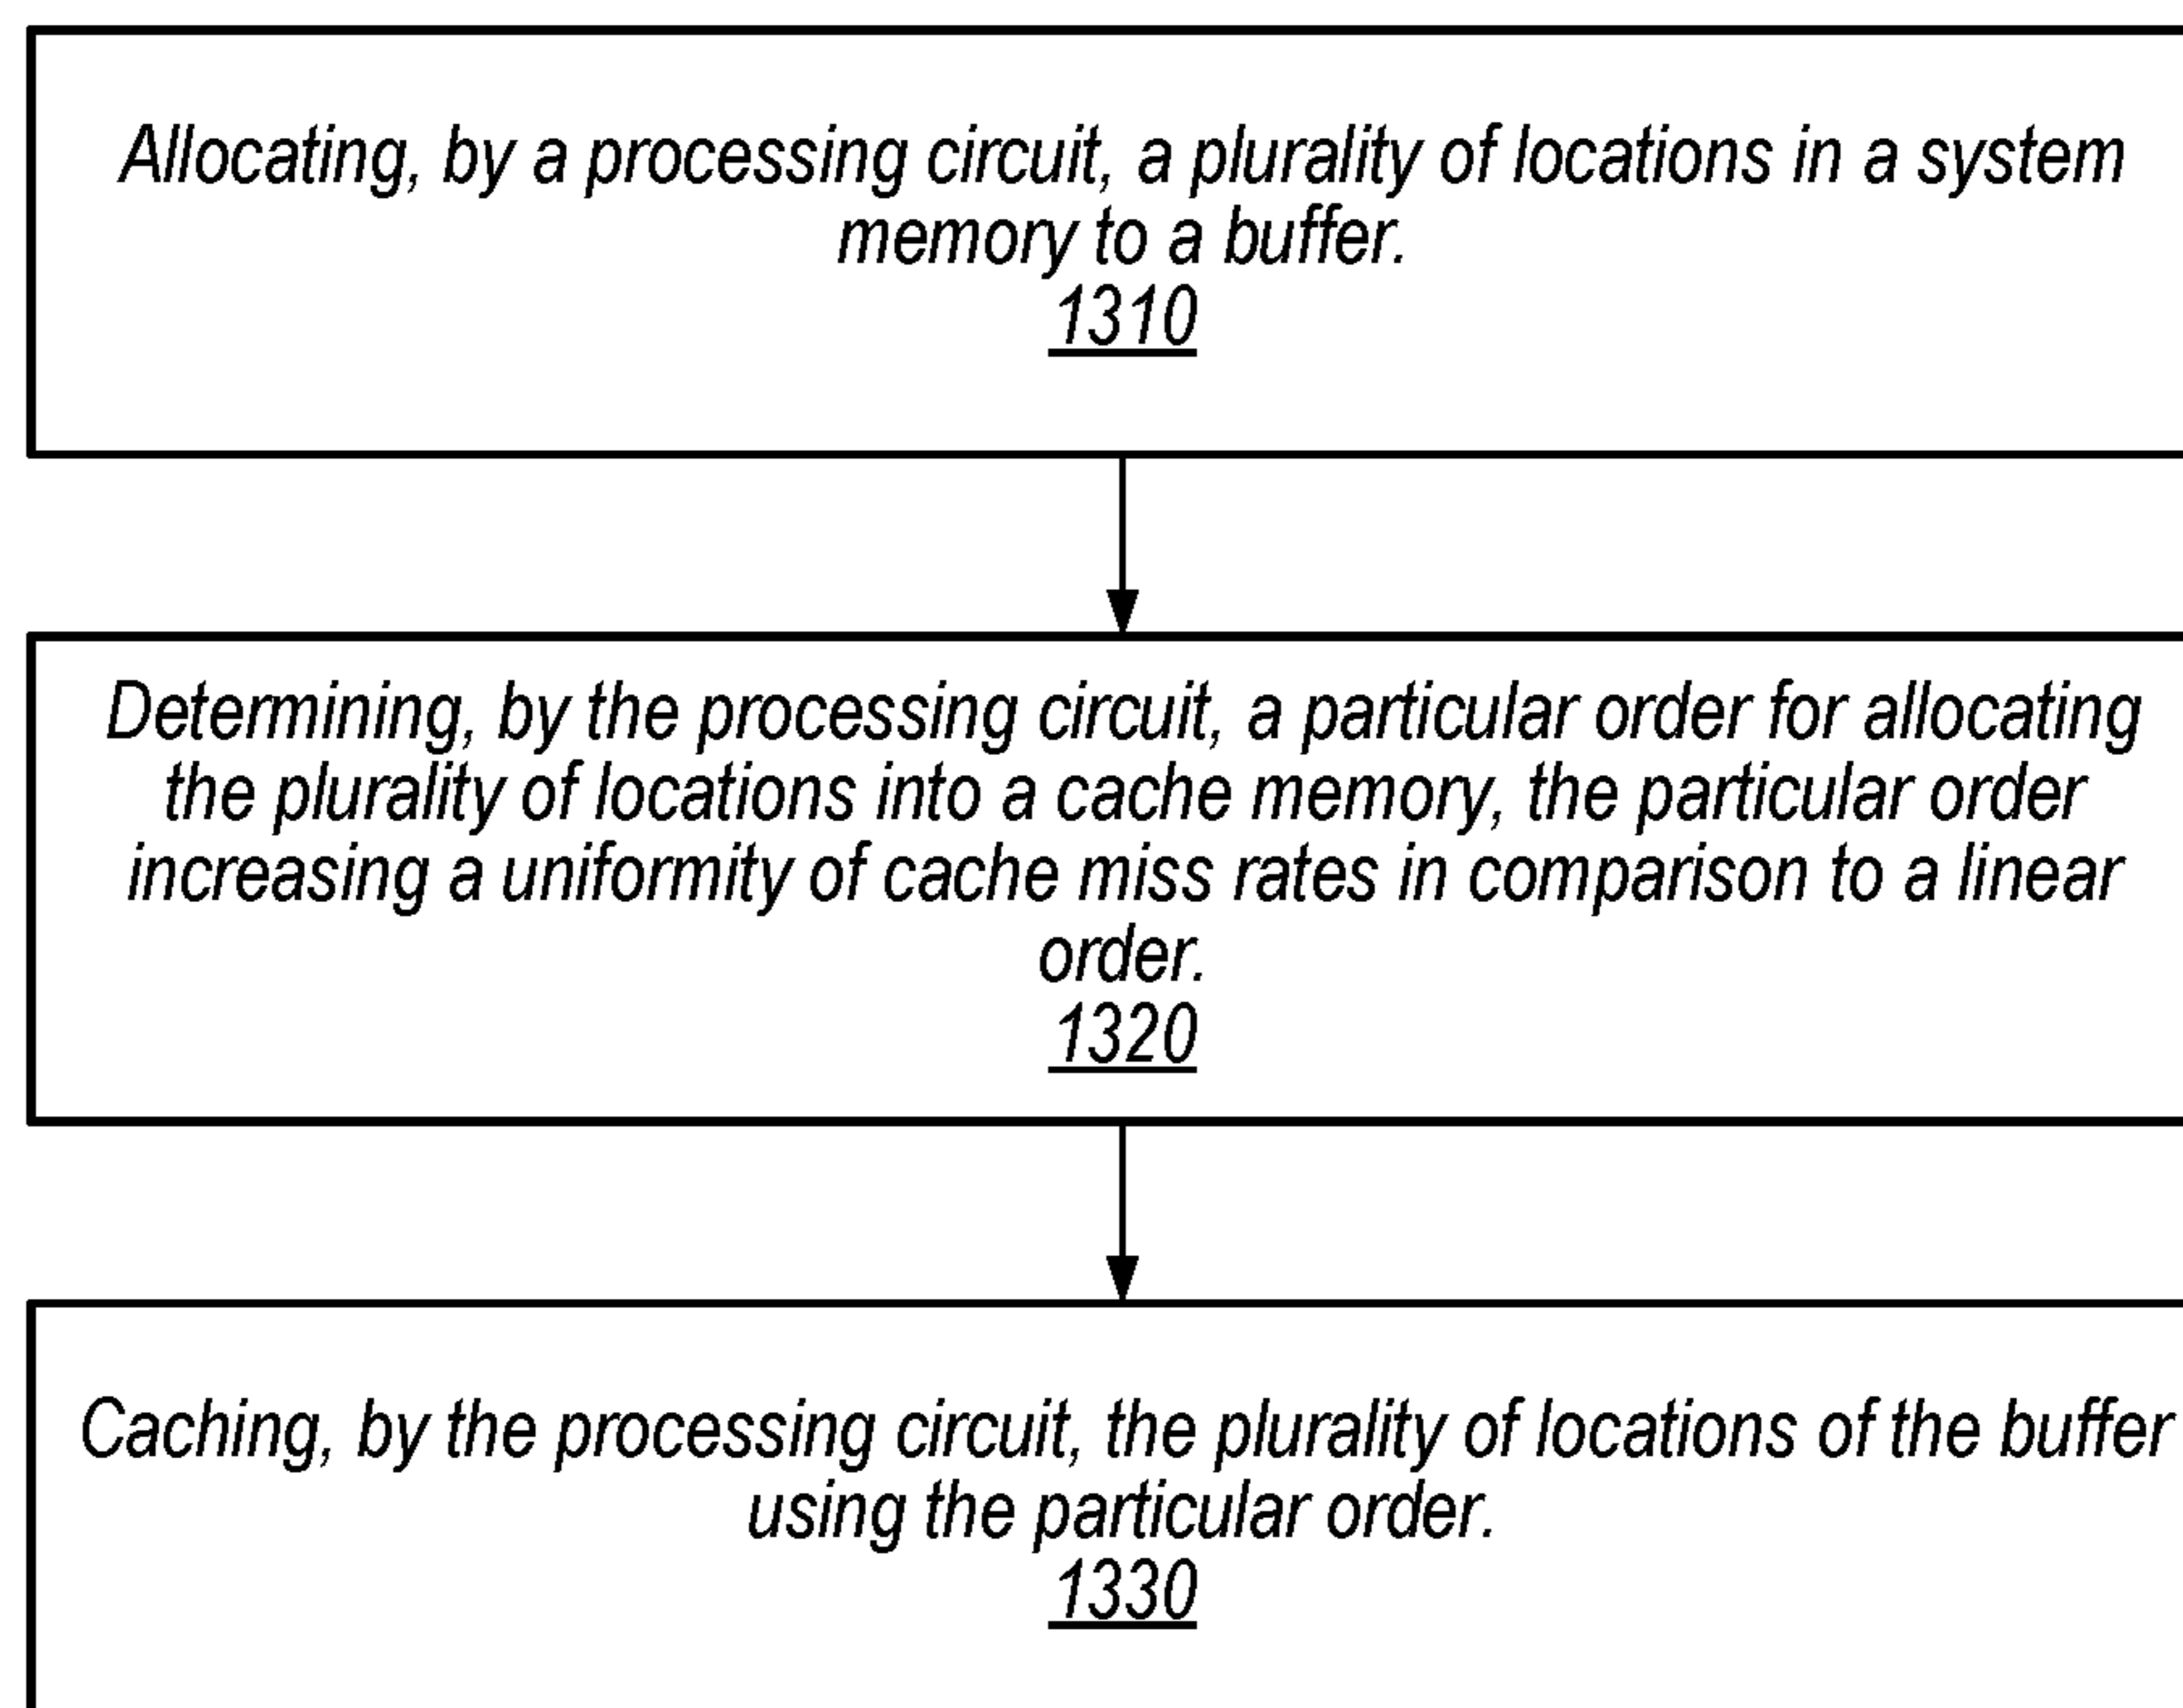 Allocating, by a processing circuit, a plurality of locations in a system
memory to a buffer.
1310
Determining, by the processing circuit, a particular order for allocating
the plurality of locations into a cache memory, the particular order
increasing a uniformity of cache miss rates in comparison to a linear
order.
1320
Caching, by the processing circuit, the plurality of locations of the buffer
using the particular order.
1330